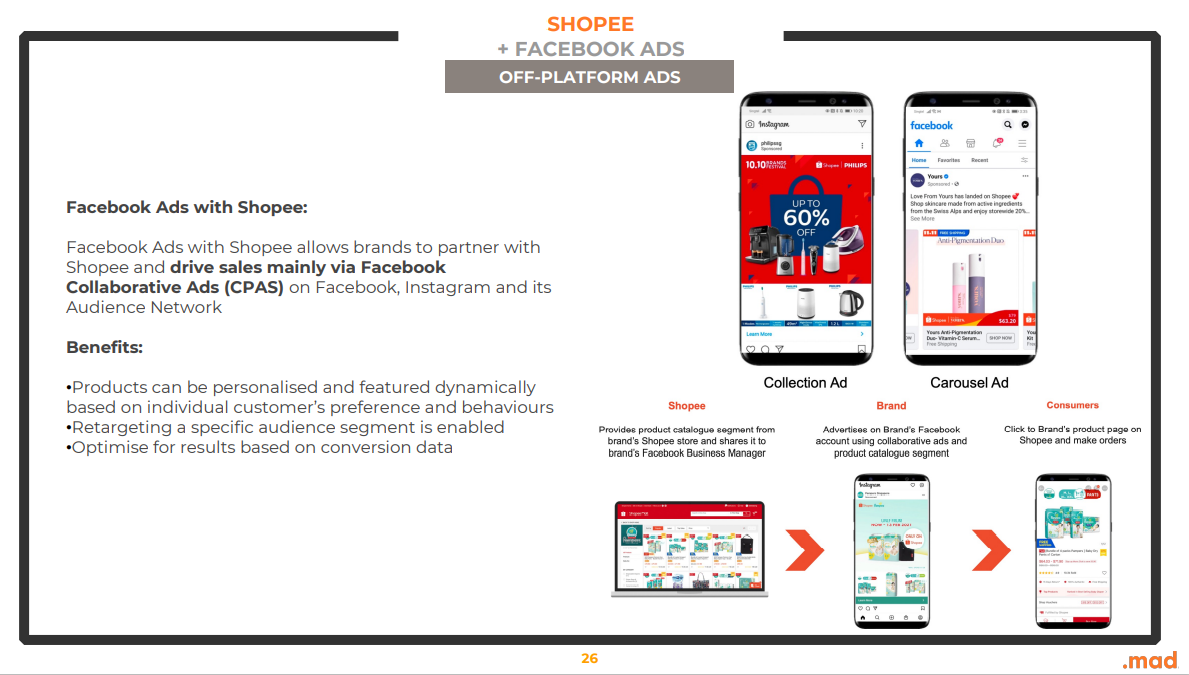 SHOPEE
+ FACEBOOK ADS
OFF-PLATFORM ADS
Facebook Ads with Shopee:
Facebook Ads with Shopee allows brands to partner with
Shopee and drive sales mainly via Facebook
Collaborative Ads (CPAS) on Facebook, Instagram and its
Audience Network
Benefits:
•Products can be personalised and featured dynamically
based on individual customer's preference and behaviours
•Retargeting a specific audience segment is enabled
•Optimise for results based on conversion data
Instagram
philipssg
Sponsored
10.10 BRANDS FESTIVAL
Shopee PHILIPS
UP TO
60%
OFF
PHILIPS PHILIPS PHILIPS
Learn More
Collection Ad
facebook
Home Favorites Recent
Yours
Sponsored
Love From Yours has landed on Shopee
Shop skincare made from active ingredients
from the Swiss Alps and enjoy storewide 20%...
See More
FREE SHIPPING
Anti-Pigmentation Duo
Shopee
$63.20
Yours Anti-Pigmentation
Duo- Vitamin-C Serum...
Free Shipping
SHOP NOW
Kit
Carousel Ad
Shopee
Provides product catalogue segment from
brand's Shopee store and shares it to
brand's Facebook Business Manager
Brand
Advertises on Brand's Facebook
account using collaborative ads and
product catalogue segment
Consumers
Click to Brand's product page on
Shopee and make orders
Instagram
26
.mad